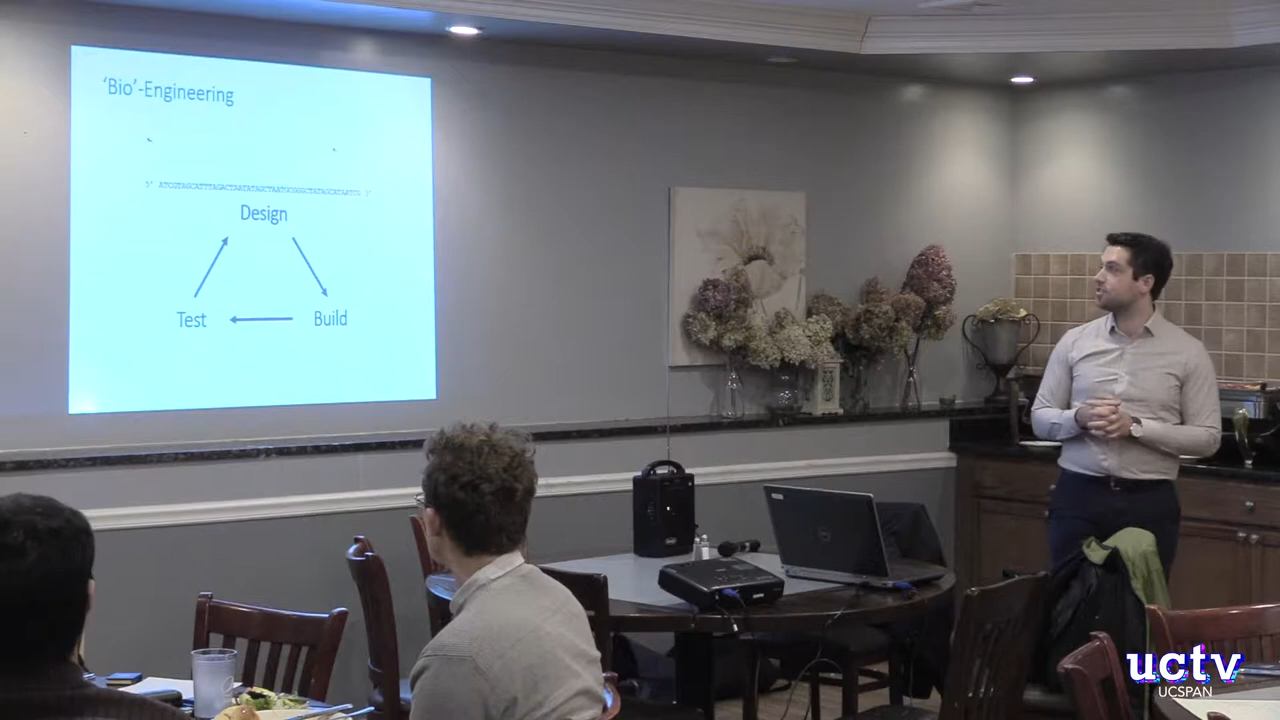 'Bio'-Engineering
Design
Test
Build
uctv
UCSPAN